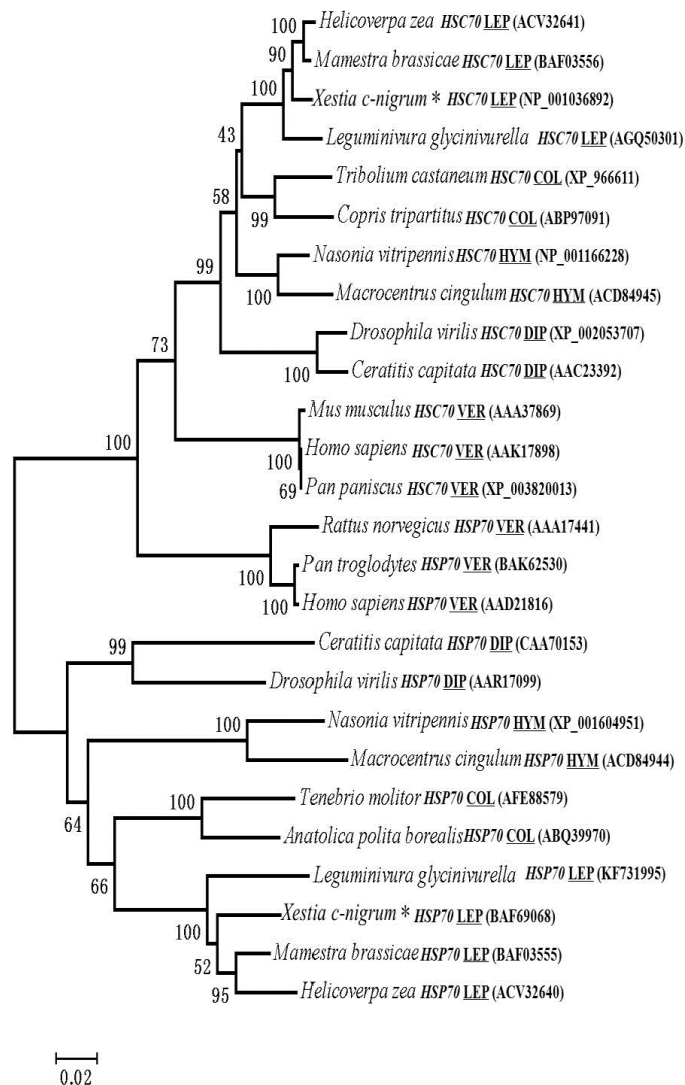 100 Helicoverpa zea HSC70 LEP (ACV32641)
90 Mamestra brassicae HSC70 LEP (BAF03556)
100 Xestia c-nigrum * HSC70 LEP (NP_001036892)
43 Leguminivura glycinivurella HSC70 LEP (AGQ50301)
Tribolium castaneum HSC70 COL (XP_966611)
58 99 Copris tripartitus HSC70 COL (ABP97091)
99 Nasonia vitripennis HSC70 HYM (NP_001166228)
100 Macrocentrus cingulum HSC70 HYM (ACD84945)
73 Drosophila virilis HSC70 DIP (XP_002053707)
100 Ceratitis capitata HSC70 DIP (AAC23392)
Mus musculus HSC70 VER (AAA37869)
100 100 Homo sapiens HSC70 VER (AAK17898)
69 Pan paniscus HSC70 VER (XP_003820013)
Rattus norvegicus HSP70 VER (AAA17441)
100 Pan troglodytes HSP70 VER (BAK62530)
100 Homo sapiens HSP70 VER (AAD21816)
99 Ceratitis capitata HSP70 DIP (CAA70153)
Drosophila virilis HSP70 DIP (AAR17099)
100 Nasonia vitripennis HSP70 HYM (XP_001604951)
Macrocentrus cingulum HSP70 HYM (ACD84944)
100 Tenebrio molitor HSP70 COL (AFE88579)
64 Anatolica polita borealis HSP70 COL (ABQ39970)
66 Leguminivura glycinivurella HSP70 LEP (KF731995)
100 Xestia c-nigrum * HSP70 LEP (BAF69068)
52 Mamestra brassicae HSP70 LEP (BAF03555)
95 Helicoverpa zea HSP70 LEP (ACV32640)
0.02